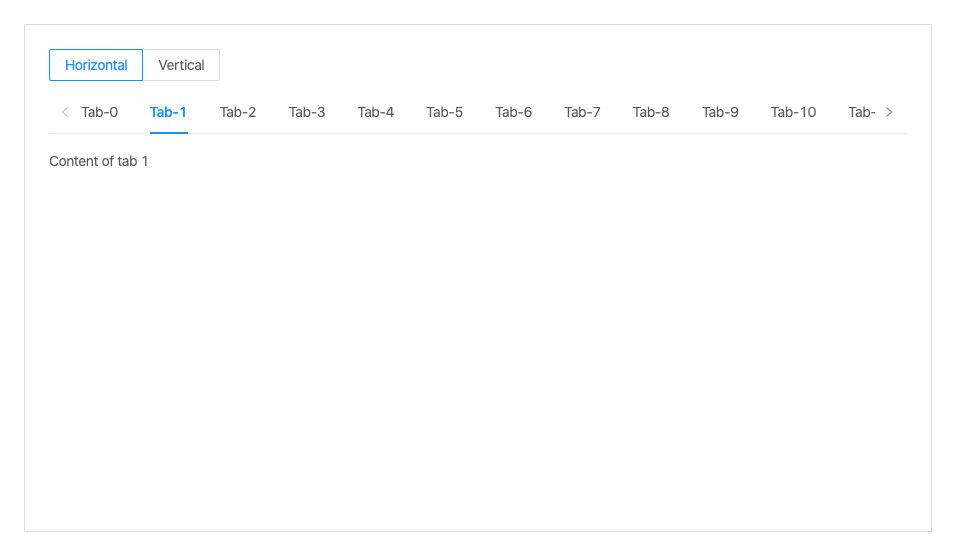 Horizontal Vertical
Tab-0 Tab-1 Tab-2 Tab-3 Tab-4 Tab-5 Tab-6 Tab-7 Tab-8 Tab-9 Tab-10 Tab-
Content of tab 1